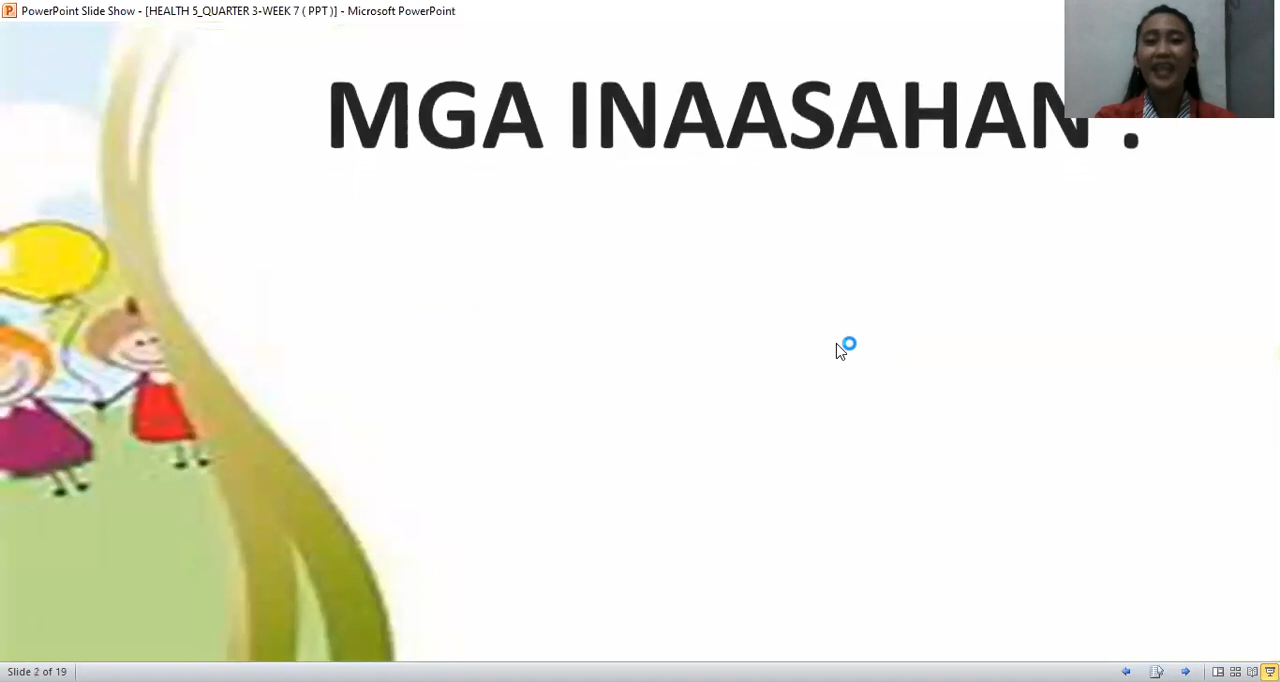 PowerPoint Slide Show - [HEALTH 5_QUARTER 3-WEEK 7 ( PPT )] - Microsoft PowerPoint
MGA INAASAHAN :
Slide 2 of 19